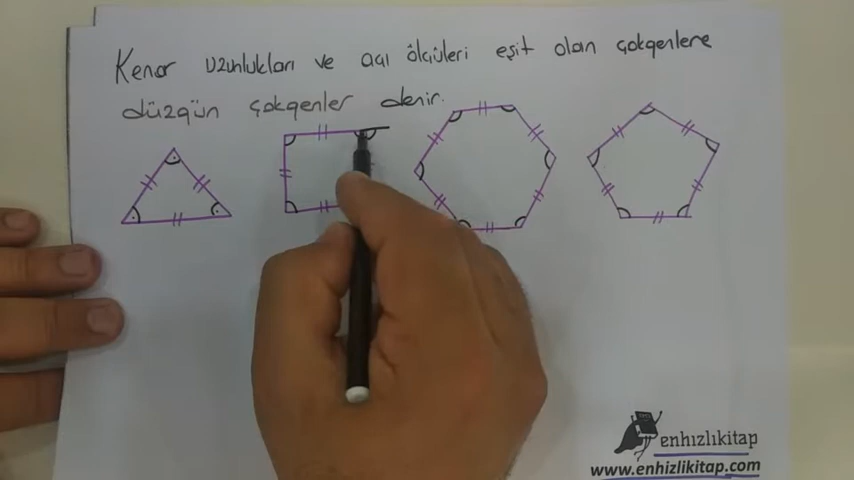 Kenar uzunlukları ve açı ölçüleri eşit olan çokgenlere
düzgün çokgenler denir.
enhızlıkitap
www.enhizlikitap.com